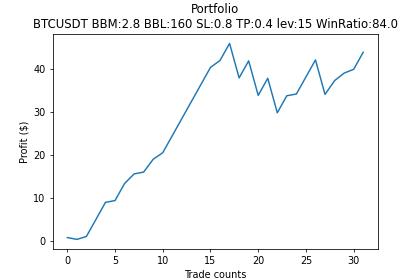 Portfolio
BTCUSDT BBM:2.8 BBL:160 SL:0.8 TP:0.4 lev:15 WinRatio:84.0
40
30
20
10
0
Profit ($)
0 5 10 15 20 25 30
Trade counts